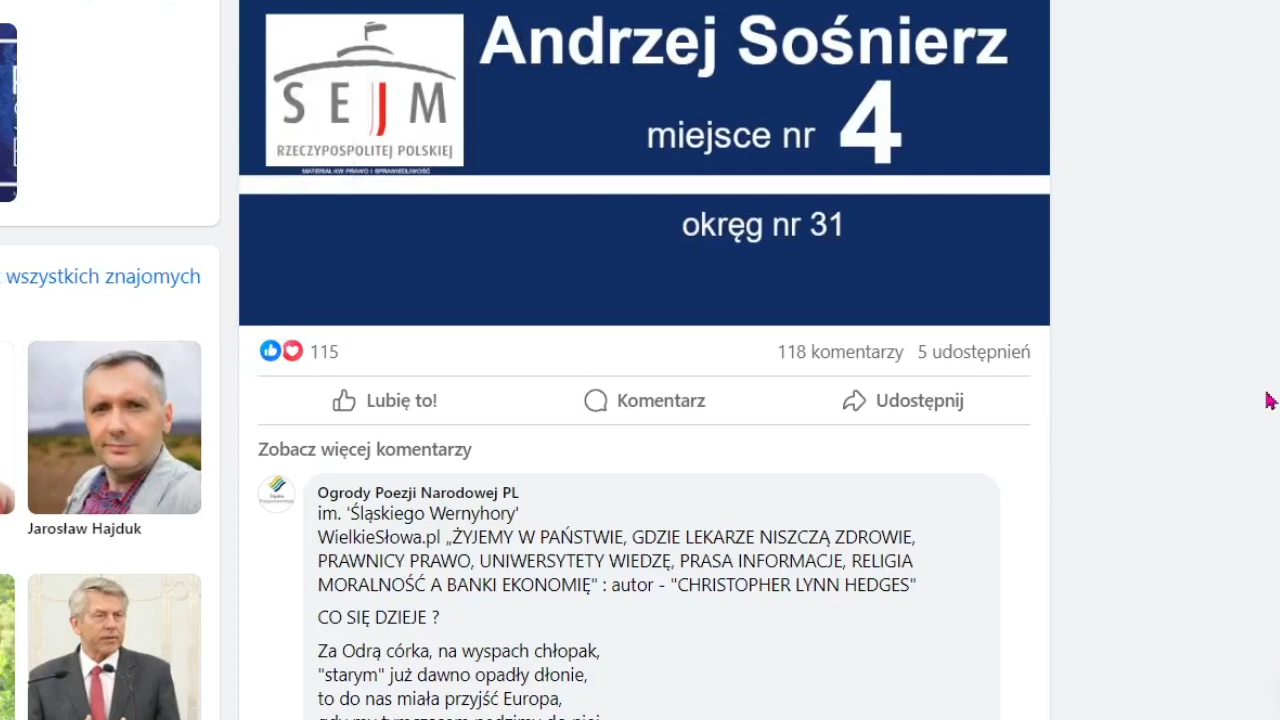 Andrzej Sośnierz
SEJM
RZECZYPOSPOLITEJ POLSKIEJ
MATERIAŁ KW PRAWO I SPRAWIEDLIWOŚĆ
miejsce nr 4
okręg nr 31
wszystkich znajomych
Jarosław Hajduk
115
118 komentarzy 5 udostępnień
Lubię to! Komentarz Udostępnij
Zobacz więcej komentarzy
Ogrody Poezji Narodowej PL
im. 'Śląskiego Wernyhory'
WielkieSłowa.pl „ŻYJEMY W PAŃSTWIE, GDZIE LEKARZE NISZCZĄ ZDROWIE,
PRAWNICY PRAWO, UNIWERSYTETY WIEDZĘ, PRASA INFORMACJE, RELIGIA
MORALNOŚĆ A BANKI EKONOMIĘ" : autor - "CHRISTOPHER LYNN HEDGES"
CO SIĘ DZIEJE ?
Za Odrą córka, na wyspach chłopak,
"starym" już dawno opadły dłonie,
to do nas miała przyjść Europa,